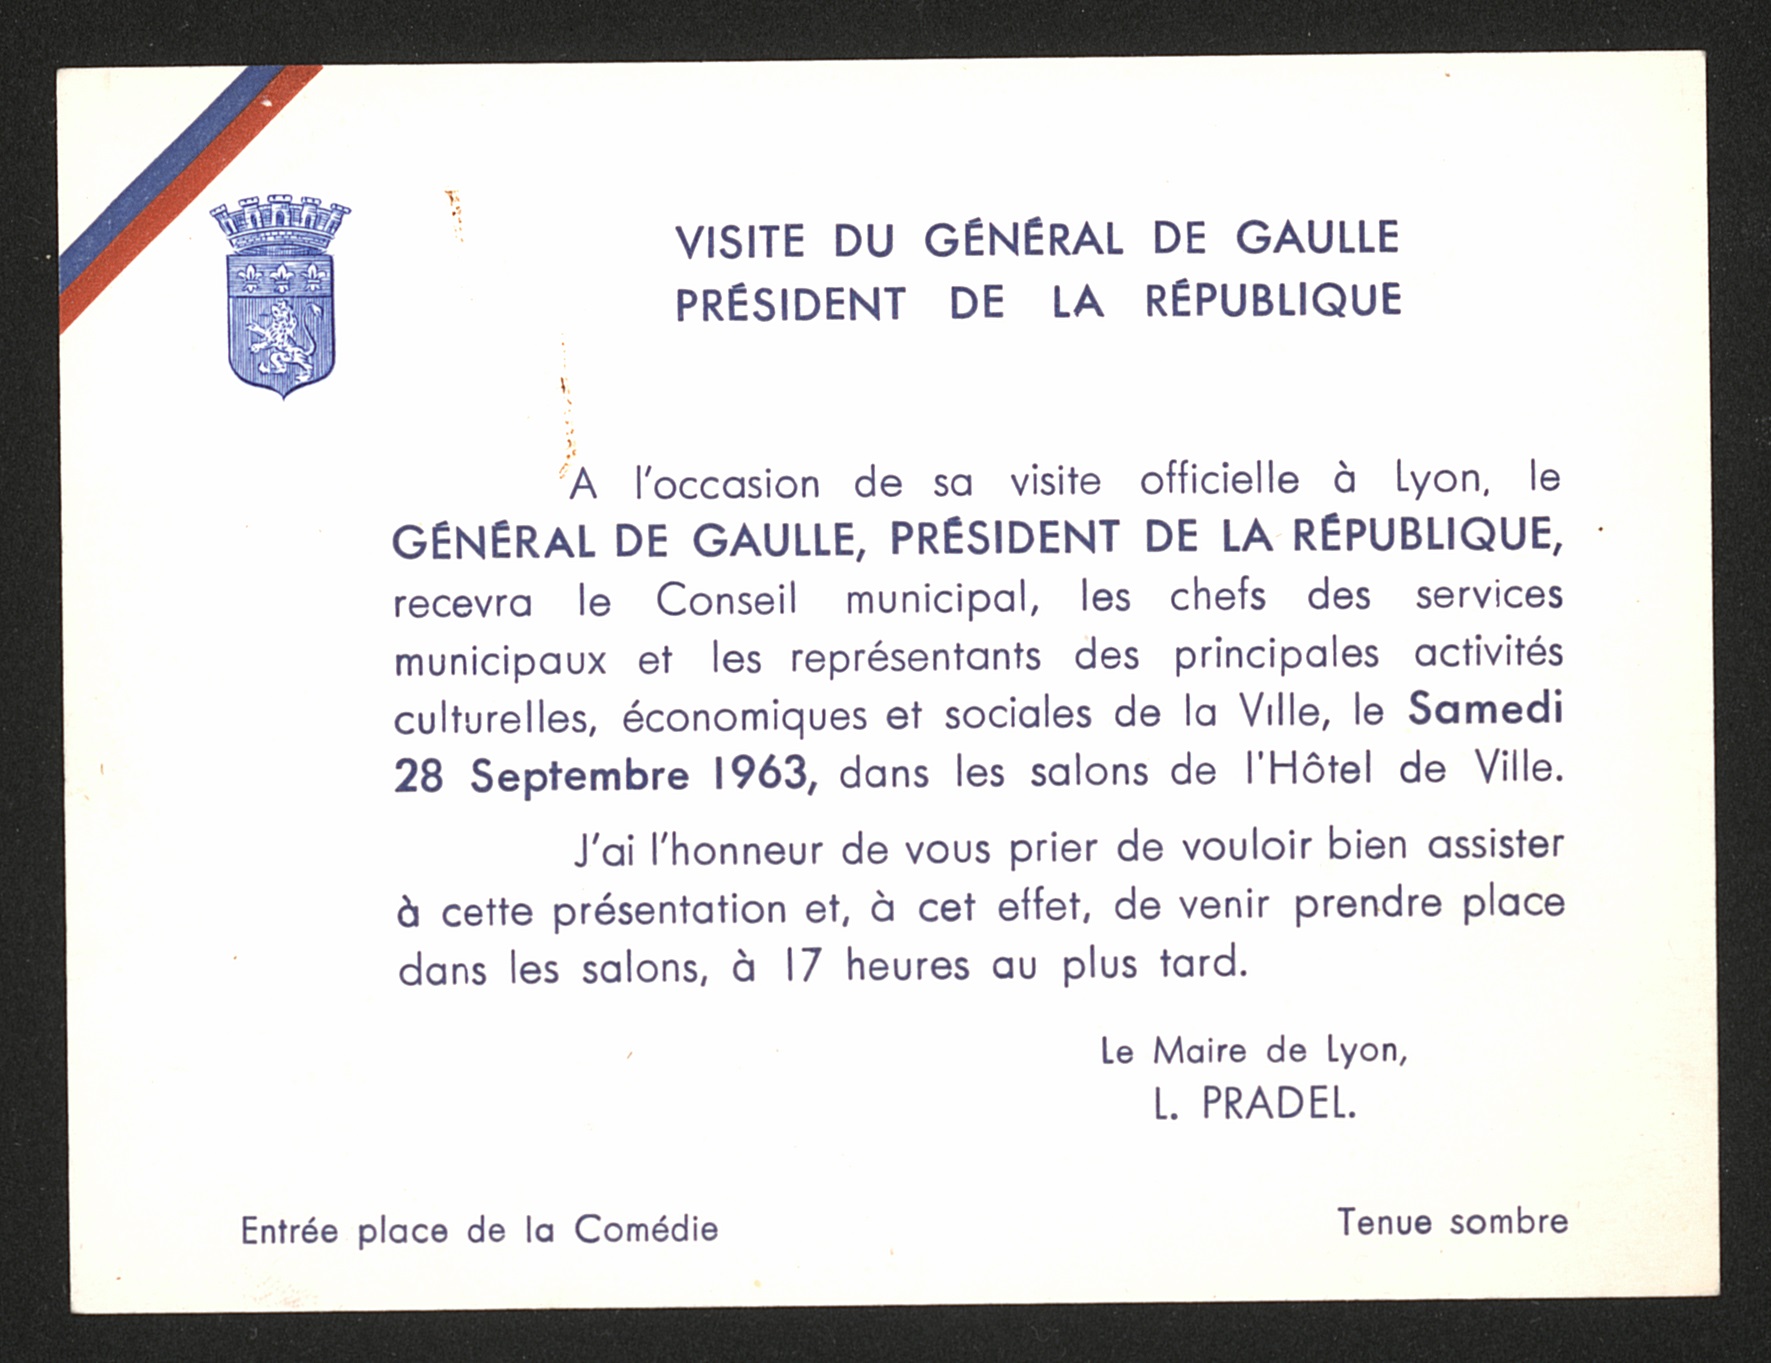 VISITE DU GÉNÉRAL DE GAULLE
PRÉSIDENT DE LA RÉPUBLIQUE
A l'occasion de sa visite officielle à Lyon, le
GÉNÉRAL DE GAULLE, PRÉSIDENT DE LA RÉPUBLIQUE,
recevra le Conseil municipal, les chefs des services
municipaux et les représentants des principales activités
culturelles, économiques et sociales de la Ville, le Samedi
28 Septembre 1963, dans les salons de l'Hôtel de Ville.
J'ai l'honneur de vous prier de vouloir bien assister
à cette présentation et, à cet effet, de venir prendre place
dans les salons, à 17 heures au plus tard.
Le Maire de Lyon,
L. PRADEL.
Entrée place de la Comédie
Tenue sombre